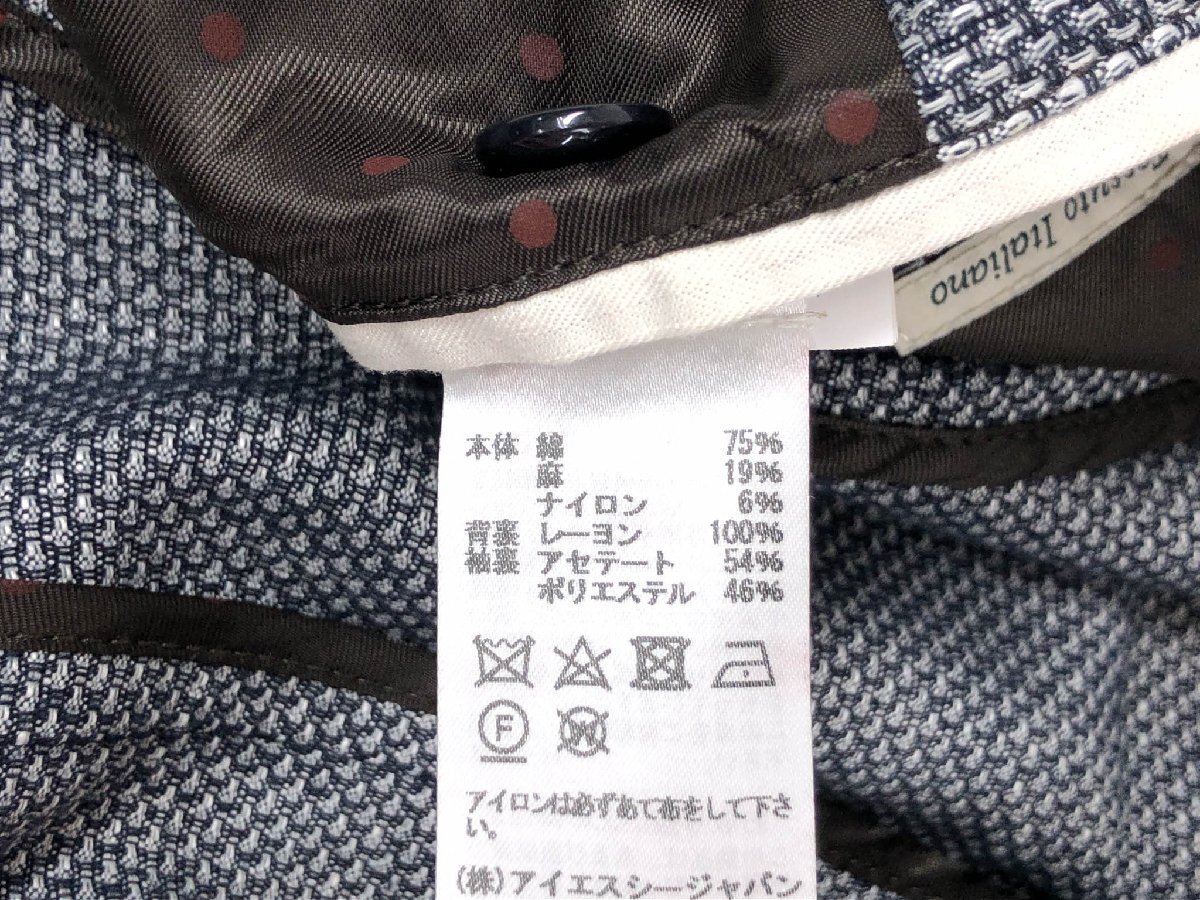 Tessuto Italiano
本体 綿 75%
麻 19%
ナイロン 6%
背裏 レーヨン 100%
袖裏 アセテート 54%
ポリエステル 46%
F
W
アイロンは必ずあて布をして下さ
い。
(株)アイエスシージャパン